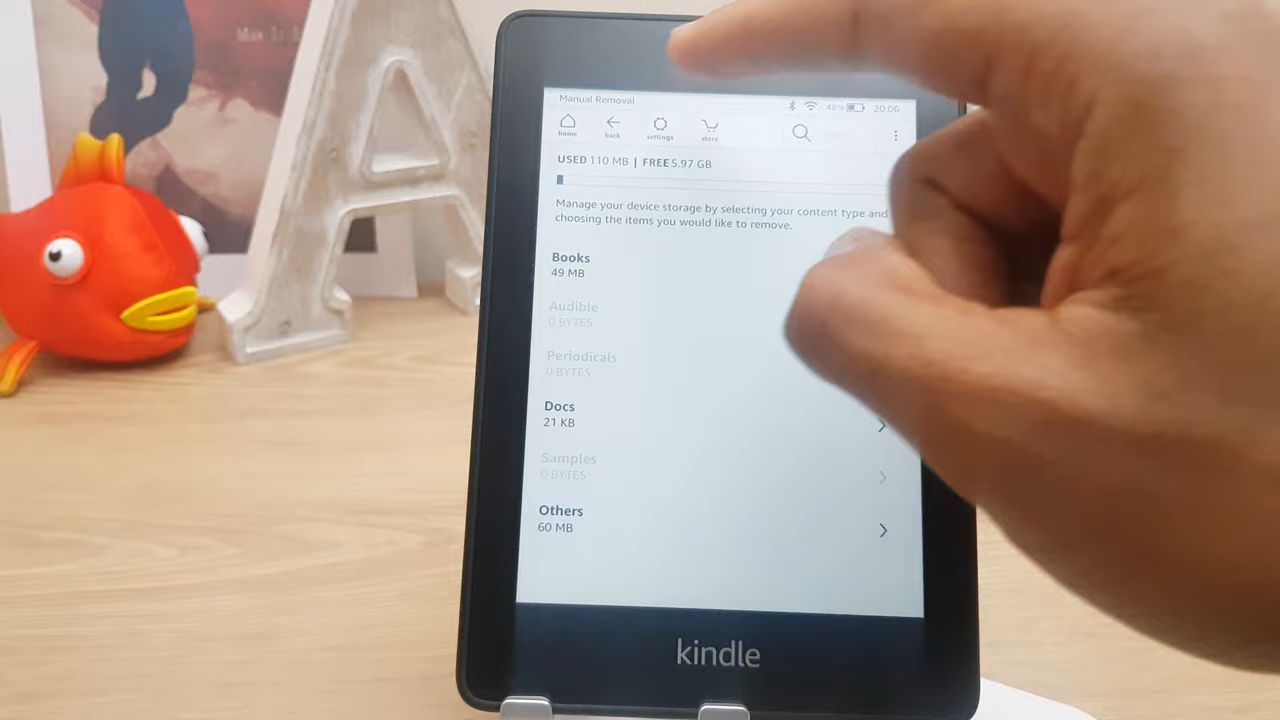 Manual Removal
48% 20:06
home back settings store
USED 110 MB | FREE 5.97 GB
Manage your device storage by selecting your content type and
choosing the items you would like to remove.
Books
49 MB
Audible
0 BYTES
Periodicals
0 BYTES
Docs
21 KB
Samples
0 BYTES
Others
60 MB
kindle
A